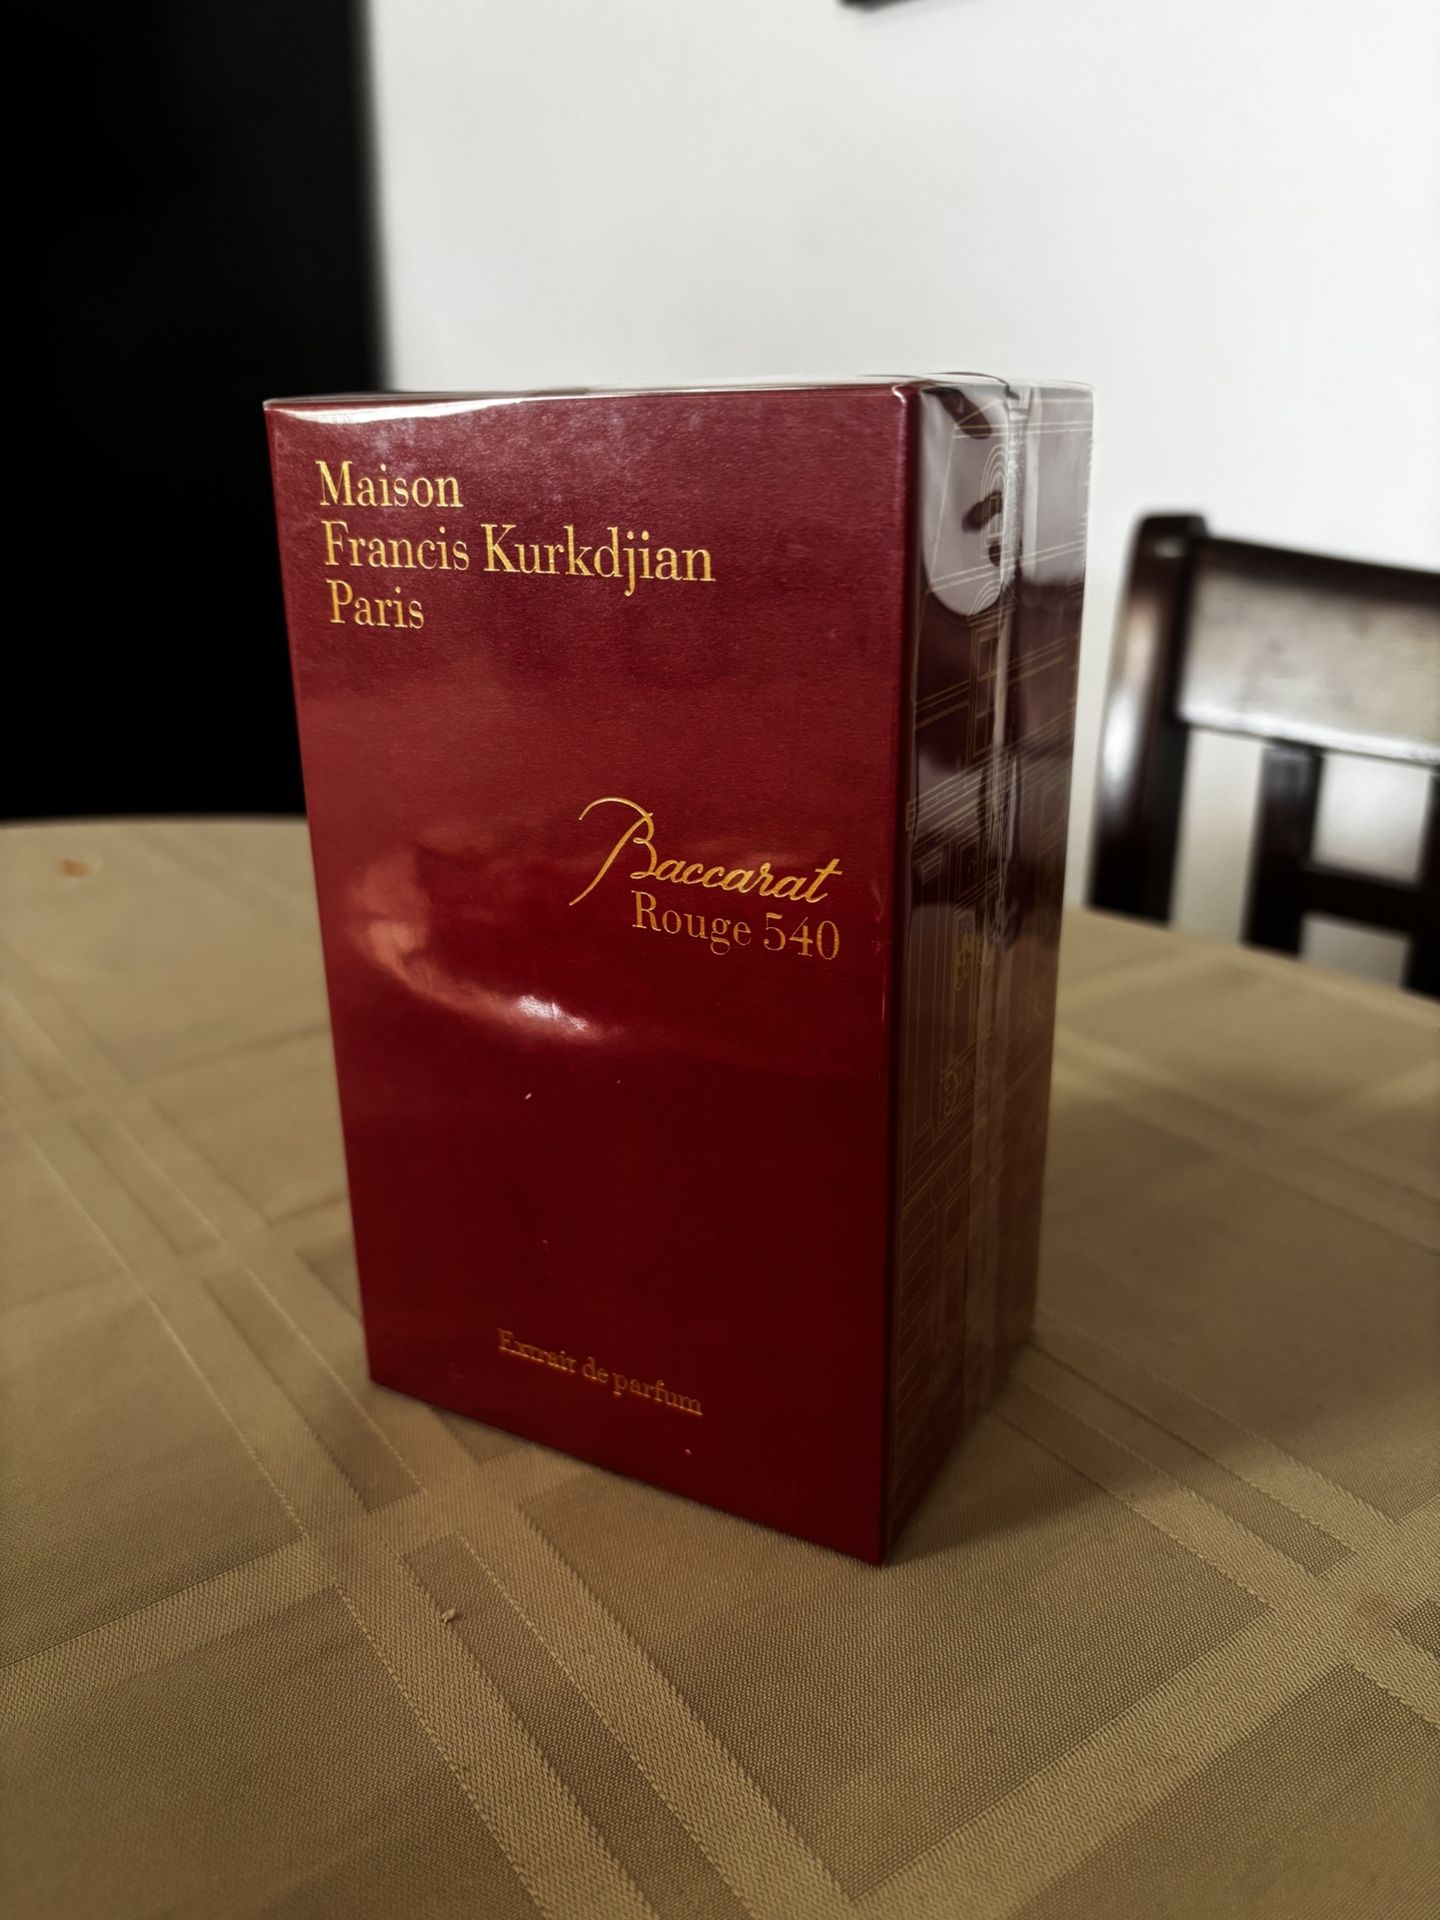 Maison
Francis Kurkdjian
Paris
Baccarat
Rouge 540
Extrait de parfum